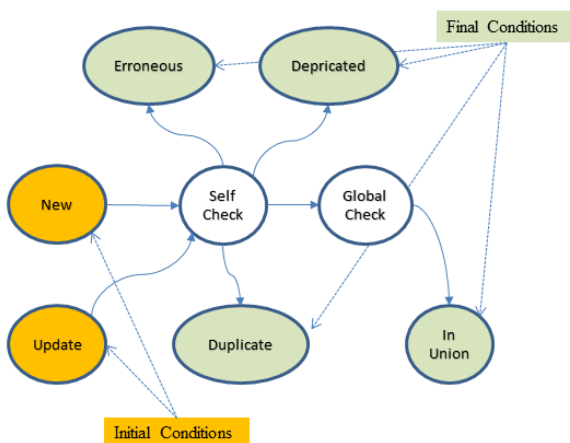 Final Conditions
Erroneous
Depricated
New
Self
Check
Global
Check
Update
Duplicate
In
Union
Initial Conditions